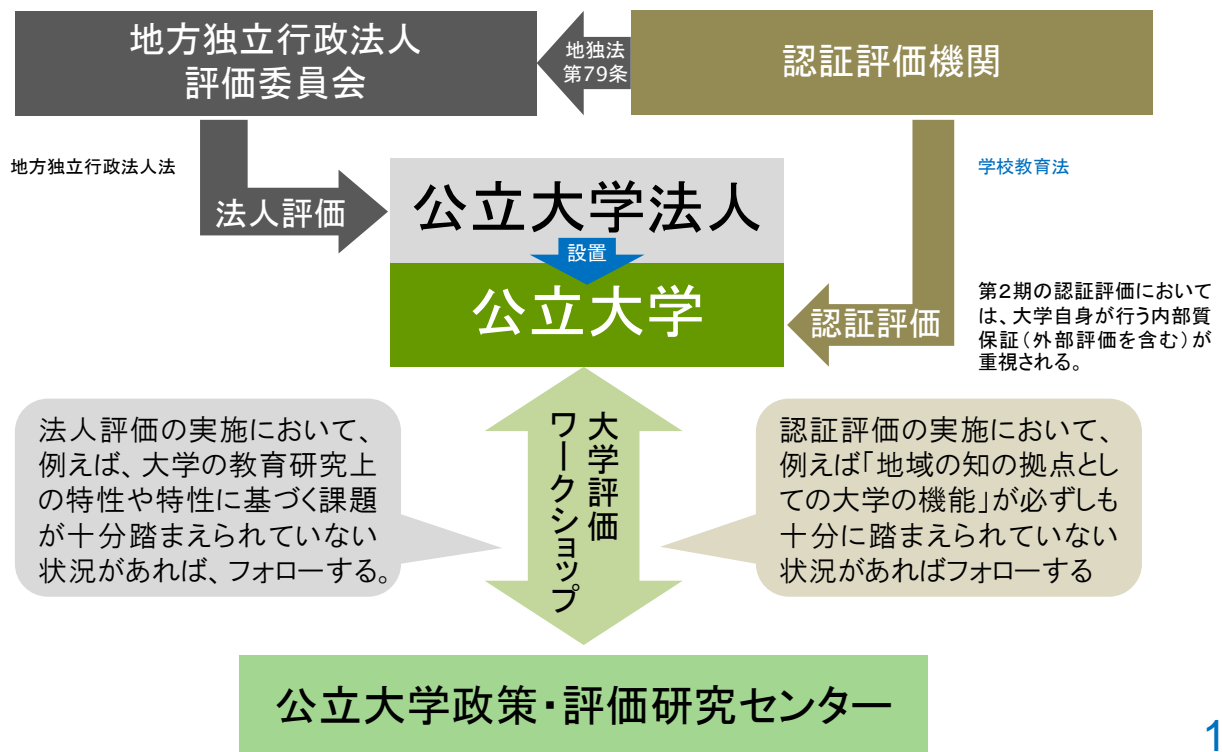 地方独立行政法人
評価委員会
地独法
第79条
認証評価機関
地方独立行政法人法
法人評価
公立大学法人
設置
公立大学
学校教育法
認証評価
第2期の認証評価において
は、大学自身が行う内部質
保証（外部評価を含む）が
重視される。
法人評価の実施において、
例えば、大学の教育研究上
の特性や特性に基づく課題
が十分踏まえられていない
状況があれば、フォローする。
大学評価
ワークショップ
認証評価の実施において、
例えば「地域の知の拠点とし
ての大学の機能」が必ずしも
十分に踏まえられていない
状況があればフォローする
公立大学政策・評価研究センター
1